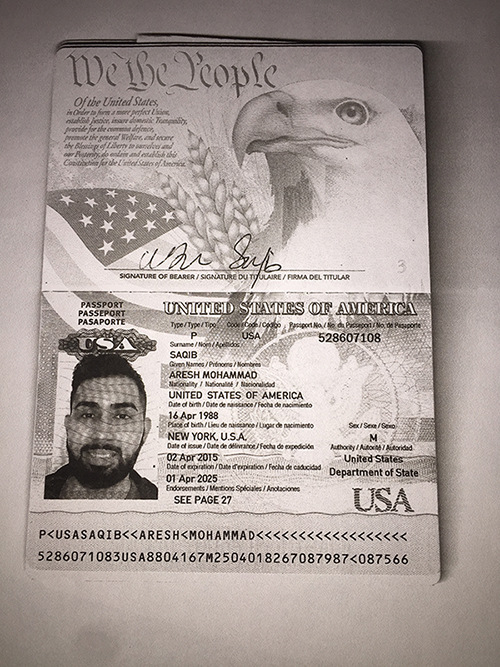 We the People
Of the United States,
in Order to form a more perfect Union,
establish Justice, insure domestic Tranquility,
provide for the common defence,
promote the general Welfare, and secure
the Blessings of Liberty to ourselves and
our Posterity, do ordain and establish this
Constitution for the United States of America.
SIGNATURE OF BEARER / SIGNATURE DU TITULAIRE / FIRMA DEL TITULAR
3
PASSPORT
PASSEPORT
PASAPORTE
USA
UNITED STATES OF AMERICA
Type / Type / Tipo Code / Code / Código Passport No. / No. de Passeport / No. de Pasaporte
P USA 528607108
Surname / Nom / Apellidos
SAQIB
Given Names / Prénoms / Nombres
ARESH MOHAMMAD
Nationality / Nationalité / Nacionalidad
UNITED STATES OF AMERICA
Date of birth / Date de naissance / Fecha de nacimiento
16 Apr 1988
Place of birth / Lieu de naissance / Lugar de nacimiento Sex / Sexe / Sexo
NEW YORK, U.S.A. M
Date of issue / Date de délivrance / Fecha de expedición Authority / Autorité / Autoridad
02 Apr 2015 United States
Date of expiration / Date d'expiration / Fecha de caducidad Department of State
01 Apr 2025
Endorsements / Mentions Spéciales / Anotaciones
SEE PAGE 27 USA
P<USASAQIB<<ARESH<MOHAMMAD<<<<<<<<<<<<<<<<<<
5286071083USA8804167M2504018267087987<087566